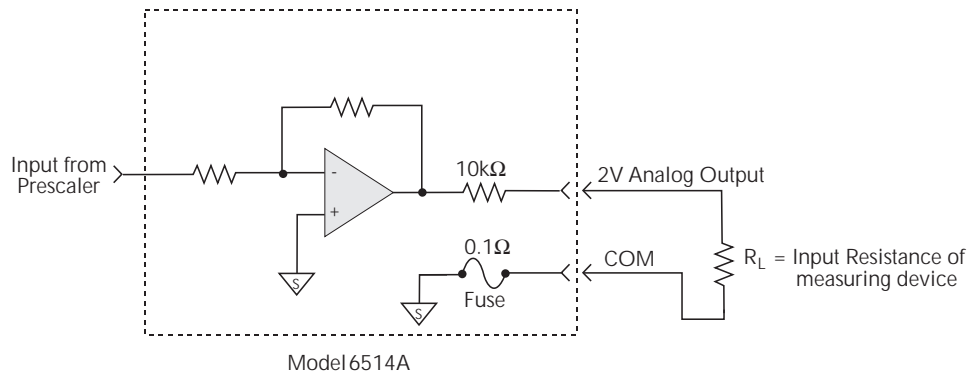 Input from
Prescaler
-
+
S
10kΩ
2V Analog Output
0.1Ω
Fuse
S
COM
R_L = Input Resistance of
measuring device
Model 6514A